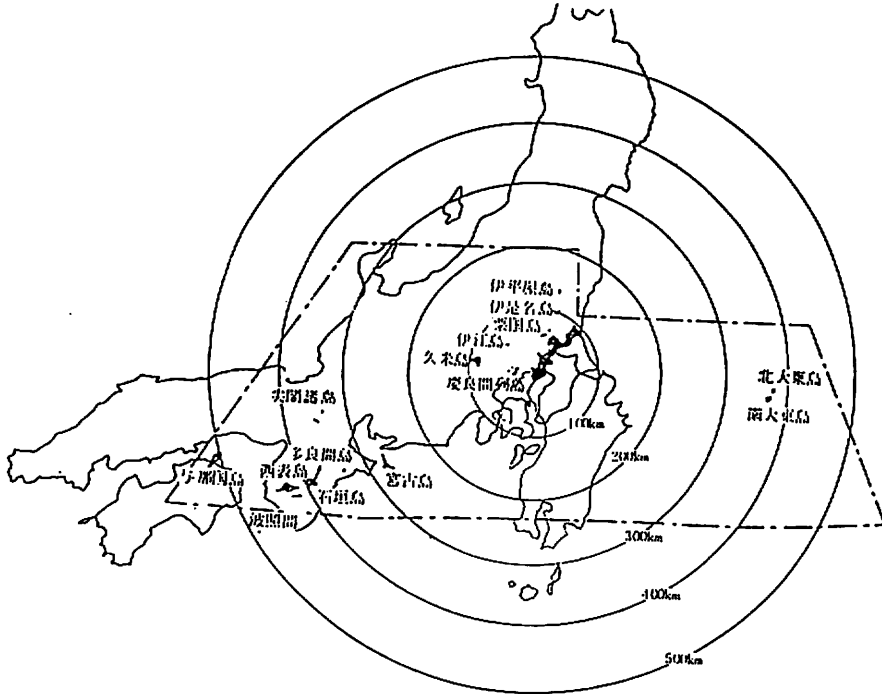 伊平屋島
伊是名島
粟国島
伊江島
久米島
慶良間列島
北大東島
南大東島
尖閣諸島
多良間島
西表島
与那国島
石垣島
宮古島
波照間
100km
200km
300km
400km
500km